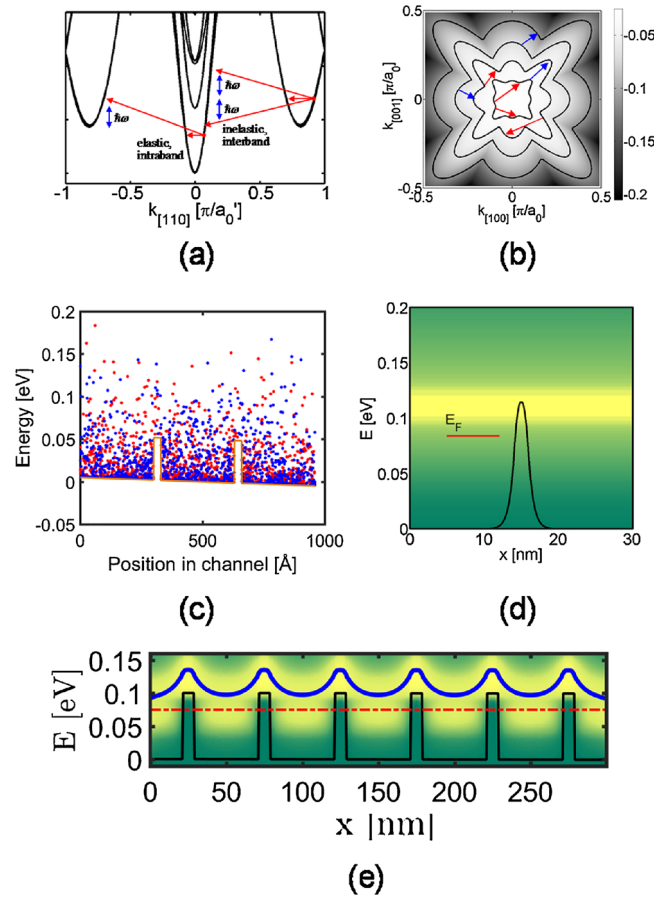 ħω
ħω
ħω
elastic,
intraband
inelastic,
interband
-1 -0.5 0 0.5 1
k[110] [π/a0']
(a)
0.5
0
-0.5
k[001] [π/a0]
-0.5 0 0.5
k[100] [π/a0]
-0.05
-0.1
-0.15
-0.2
(b)
0.2
0.15
0.1
0.05
0
-0.05
Energy [eV]
0 500 1000
Position in channel [Å]
(c)
0.2
0.15
0.1
0.05
0
E [eV]
EF
0 10 20 30
x [nm]
(d)
0.15
0.1
0.05
0
E [eV]
0 50 100 150 200 250
x [nm]
(e)